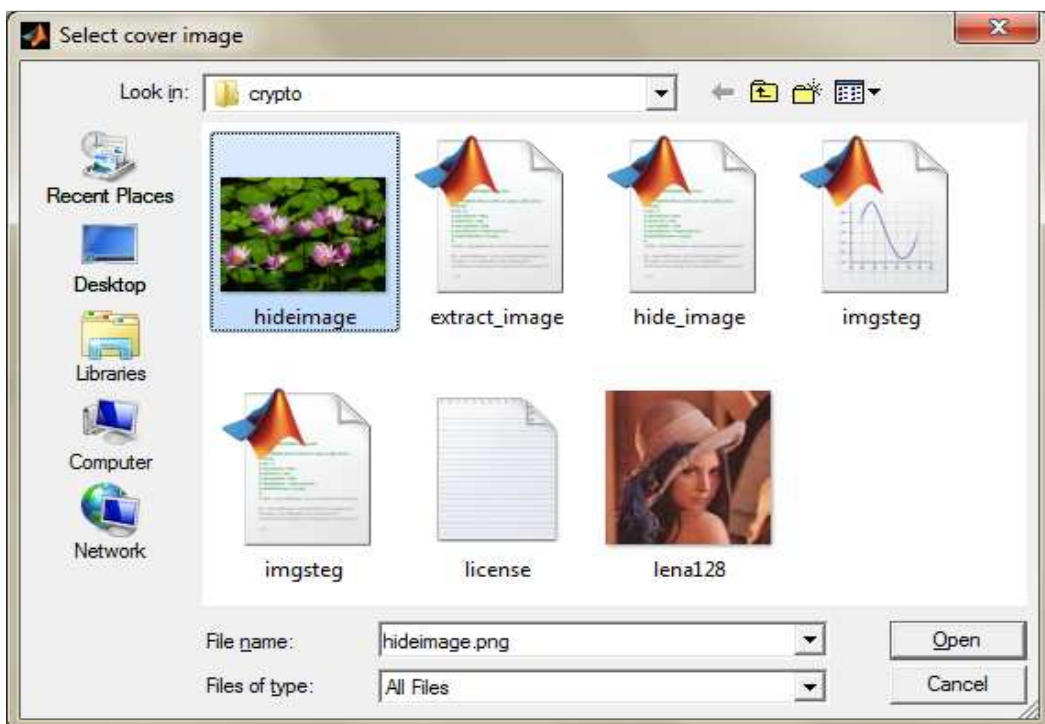 Select cover image
Look in:
crypto
Recent Places
Desktop
Libraries
Computer
Network
hideimage
extract_image
hide_image
imgsteg
imgsteg
license
lena128
File name:
hideimage.png
Open
Files of type:
All Files
Cancel